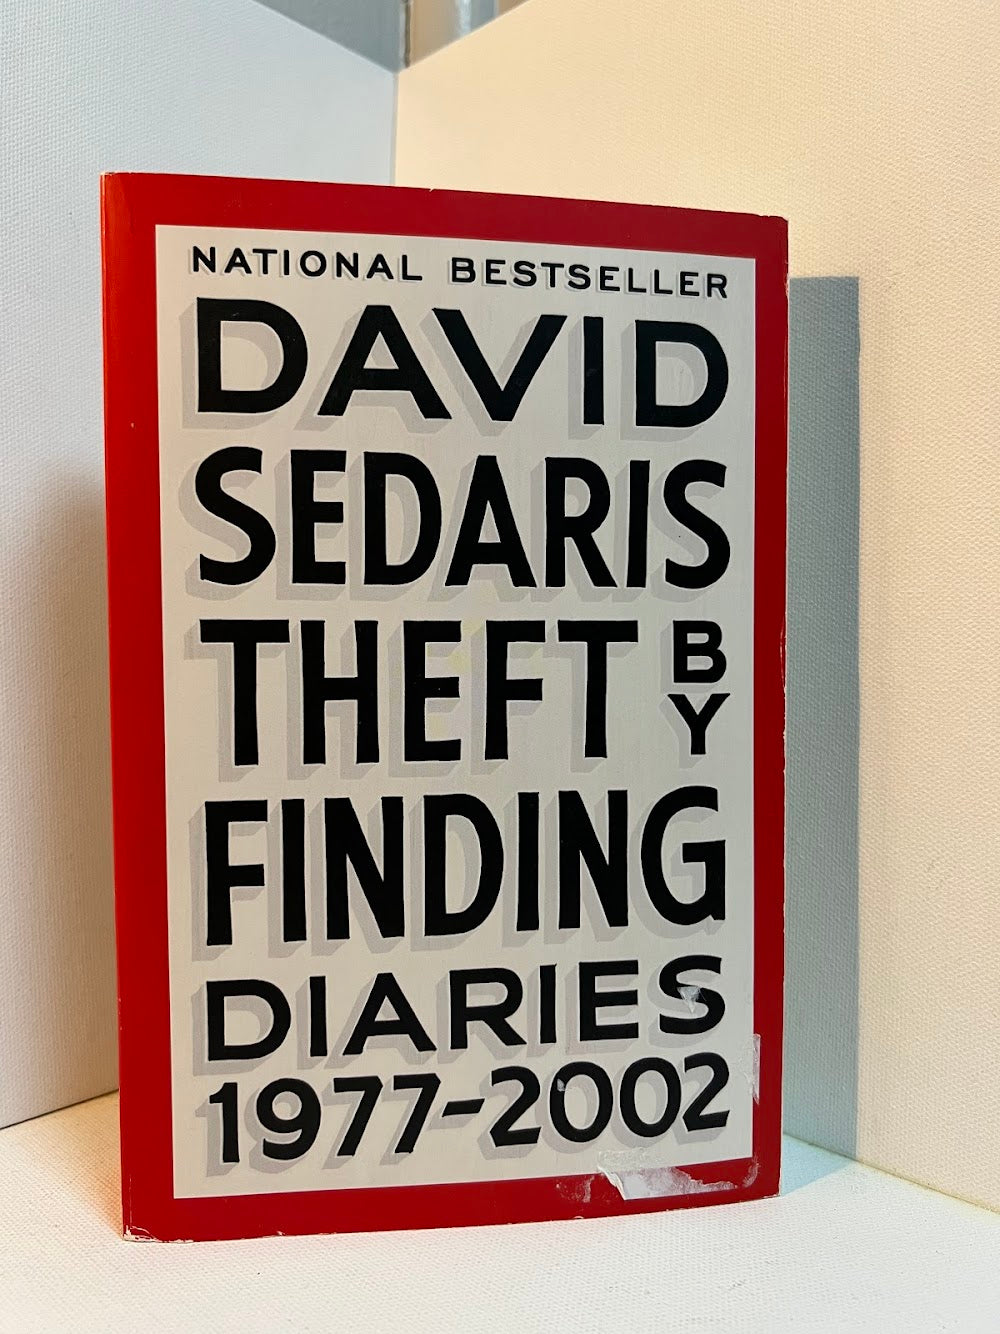 NATIONAL BESTSELLER
DAVID
SEDARIS
THEFT BY
FINDING
DIARIES
1977-2002